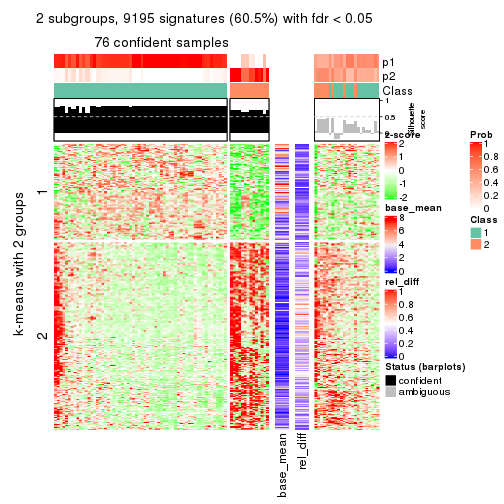 2 subgroups, 9195 signatures (60.5%) with fdr < 0.05
76 confident samples
p1
p2
Class
1
0.5
0
Silhouette
score
k-means with 2 groups
1
2
base_mean
rel_diff
z-score
2
1
0
-1
-2
base_mean
8
6
4
2
0
rel_diff
1
0.8
0.6
0.4
0.2
0
Status (barplots)
confident
ambiguous
Prob
1
0.8
0.6
0.4
0.2
0
Class
1
2